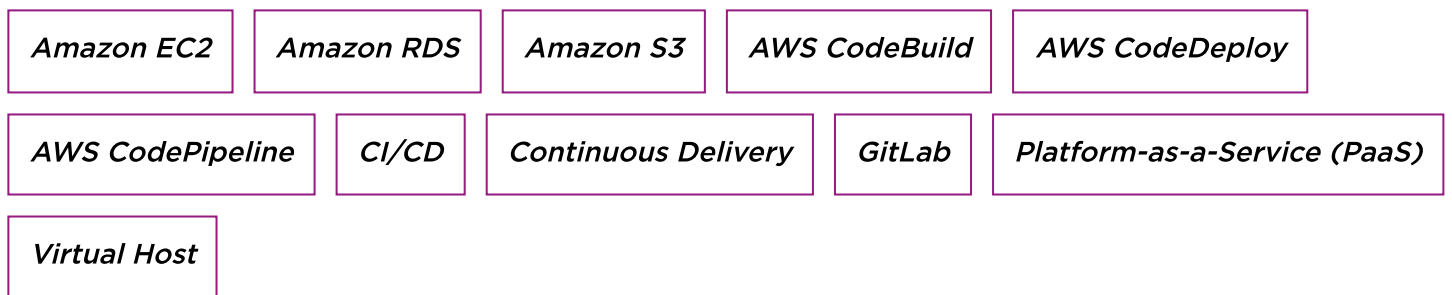 Amazon EC2 Amazon RDS Amazon S3 AWS CodeBuild AWS CodeDeploy
AWS CodePipeline CI/CD Continuous Delivery GitLab Platform-as-a-Service (PaaS)
Virtual Host